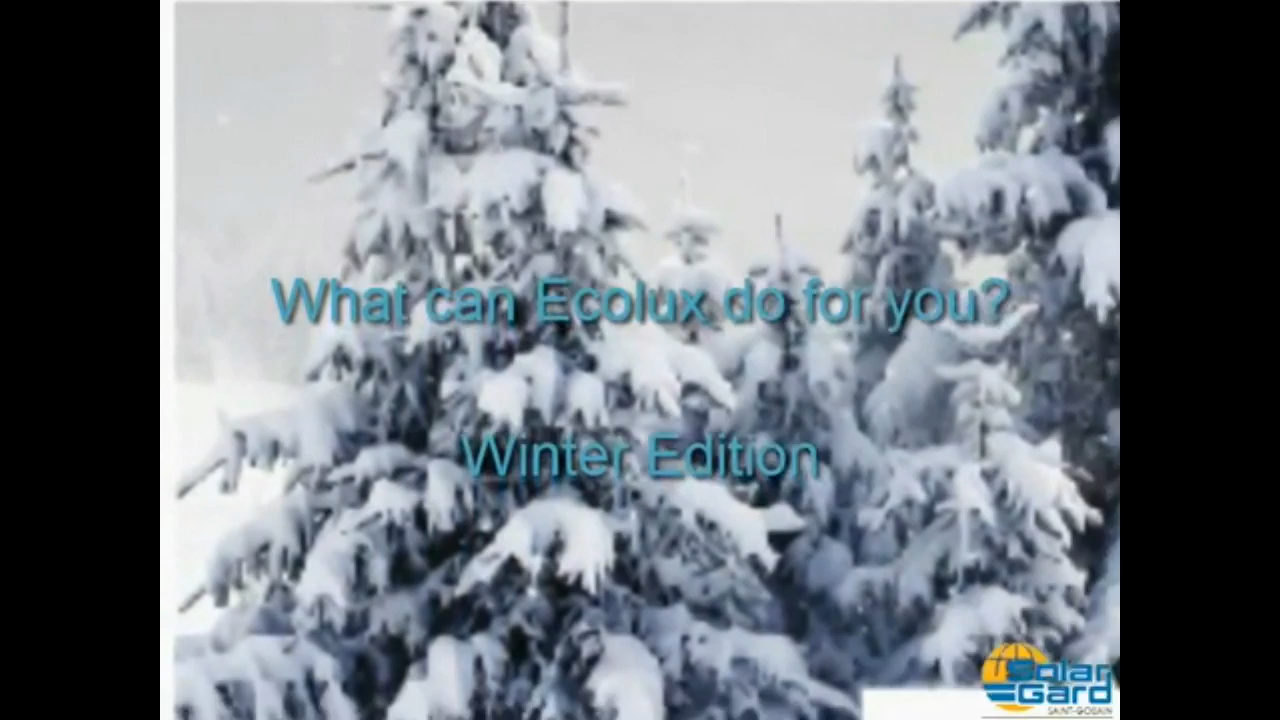 What can Ecolux do for you?
Winter Edition
Solar
Gard
SAINT-GOBAIN